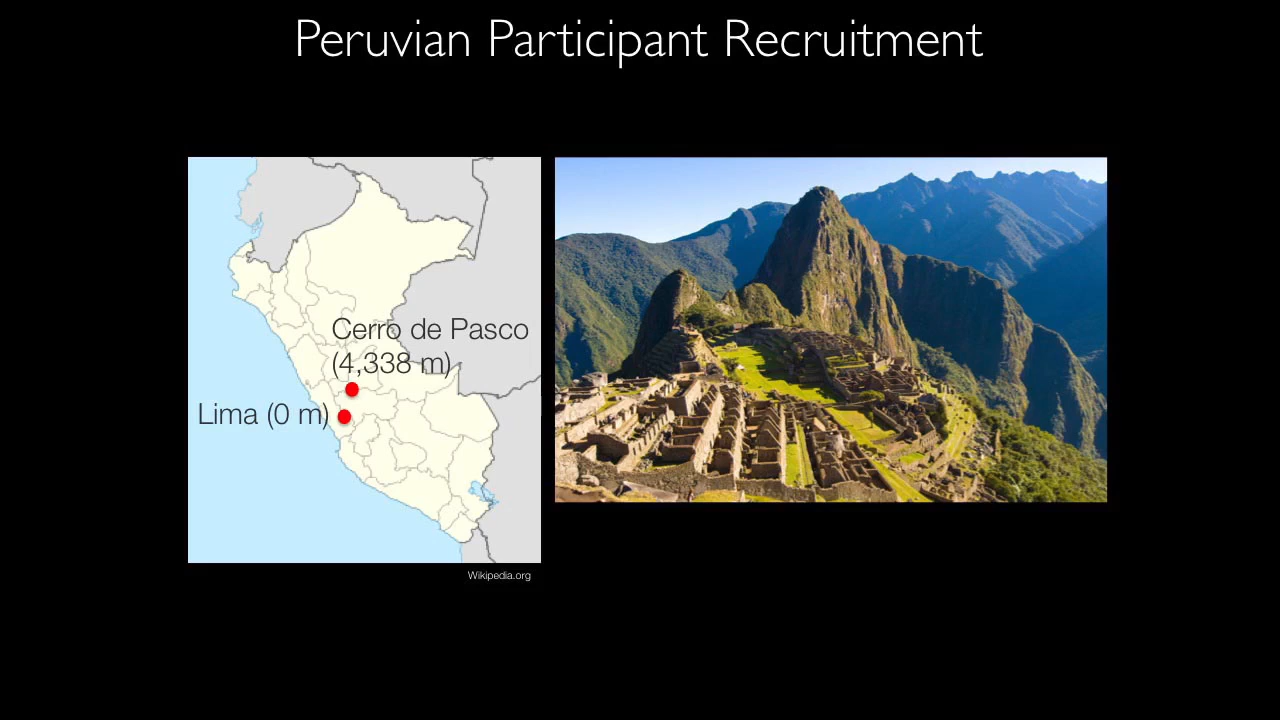 Peruvian Participant Recruitment
Cerro de Pasco
(4,338 m)
Lima (0 m)
Wikipedia.org